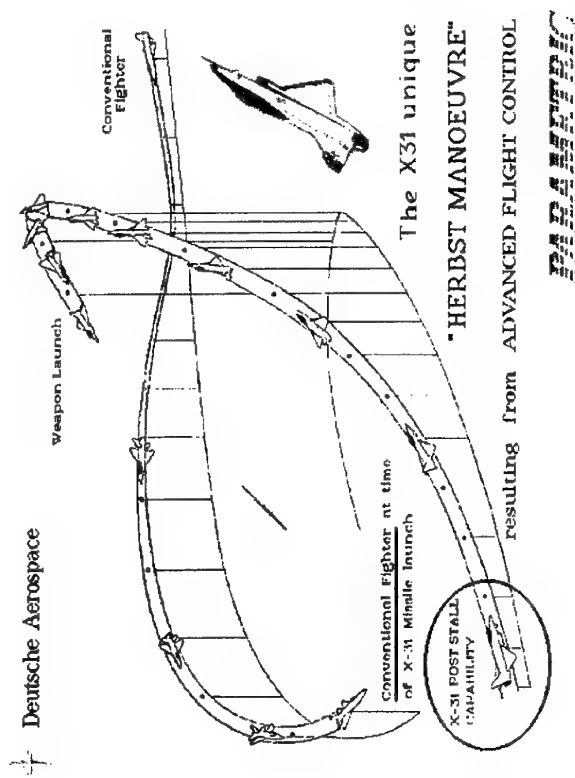 Deutsche Aerospace
Weapon Launch
Conventional
Fighter
Conventional Fighter at time
of X-31 Missile launch
X-31 POST STALL
CAPABILITY
The X31 unique
"HERBST MANOEUVRE"
resulting from ADVANCED FLIGHT CONTROL